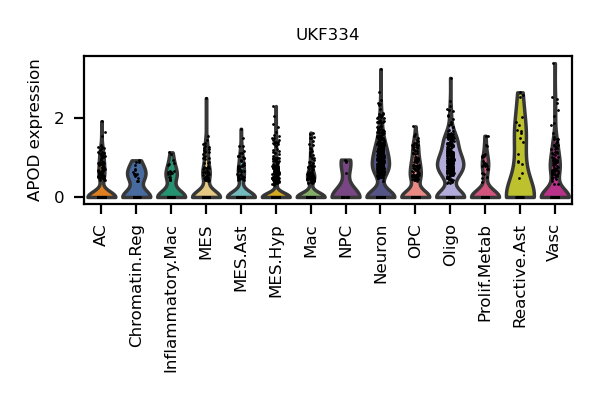 UKF334
APOD expression
2
0
AC
Chromatin.Reg
Inflammatory.Mac
MES
MES.Ast
MES.Hyp
Mac
NPC
Neuron
OPC
Oligo
Prolif.Metab
Reactive.Ast
Vasc